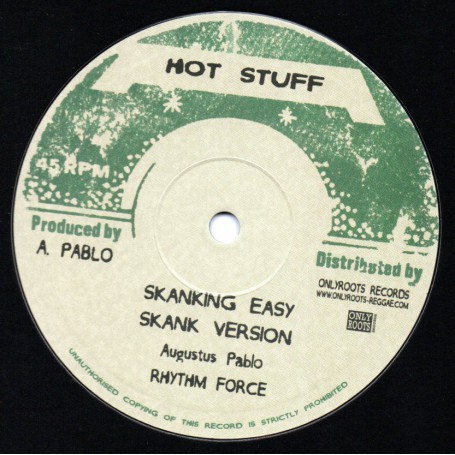 HOT STUFF
45 RPM
Produced by
A. PABLO
Distributed by
ONLYROOTS RECORDS
WWW.ONLYROOTS-REGGAE.COM
ONLY
ROOTS
SKANKING EASY
SKANK VERSION
Augustus Pablo
RHYTHM FORCE
UNAUTHORISED COPYING OF THIS RECORD IS STRICTLY PROHIBITED